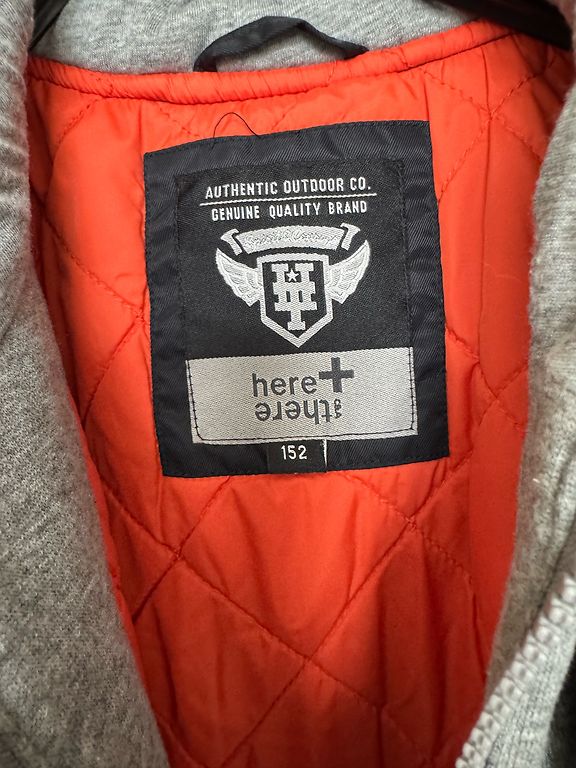 AUTHENTIC OUTDOOR CO.
GENUINE QUALITY BRAND
H&T
here+
there
152